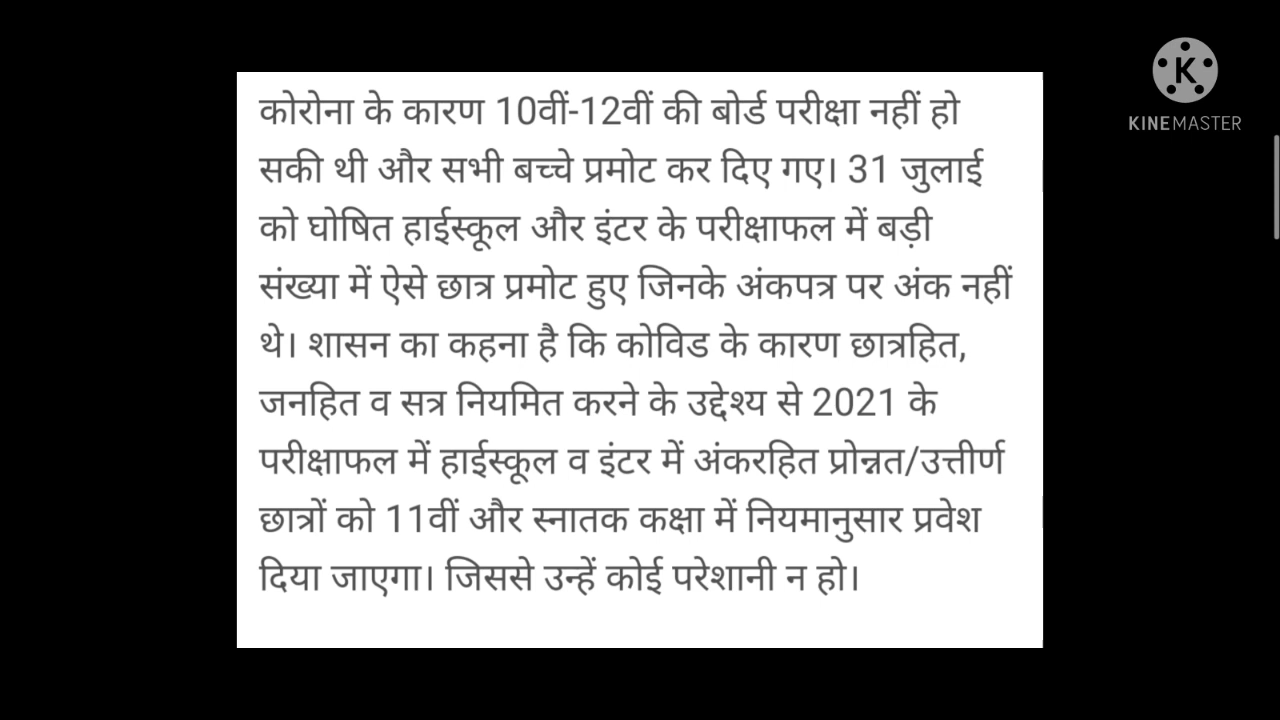 कोरोना के कारण 10वीं-12वीं की बोर्ड परीक्षा नहीं हो
सकी थी और सभी बच्चे प्रमोट कर दिए गए। 31 जुलाई
को घोषित हाईस्कूल और इंटर के परीक्षाफल में बड़ी
संख्या में ऐसे छात्र प्रमोट हुए जिनके अंकपत्र पर अंक नहीं
थे। शासन का कहना है कि कोविड के कारण छात्रहित,
जनहित व सत्र नियमित करने के उद्देश्य से 2021 के
परीक्षाफल में हाईस्कूल व इंटर में अंकरहित प्रोन्नत/उत्तीर्ण
छात्रों को 11वीं और स्नातक कक्षा में नियमानुसार प्रवेश
दिया जाएगा। जिससे उन्हें कोई परेशानी न हो।
K
KINEMASTER